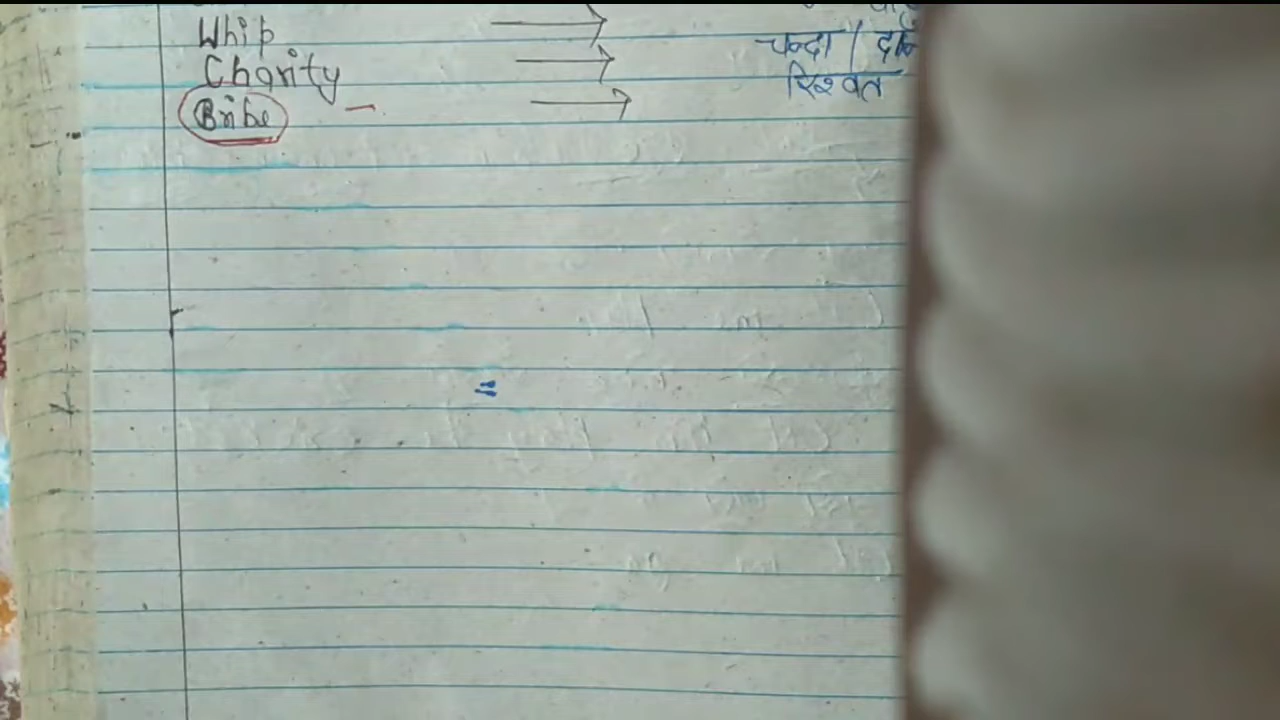 Whip →
Charity → चन्दा / दान
Bribe - → रिश्वत